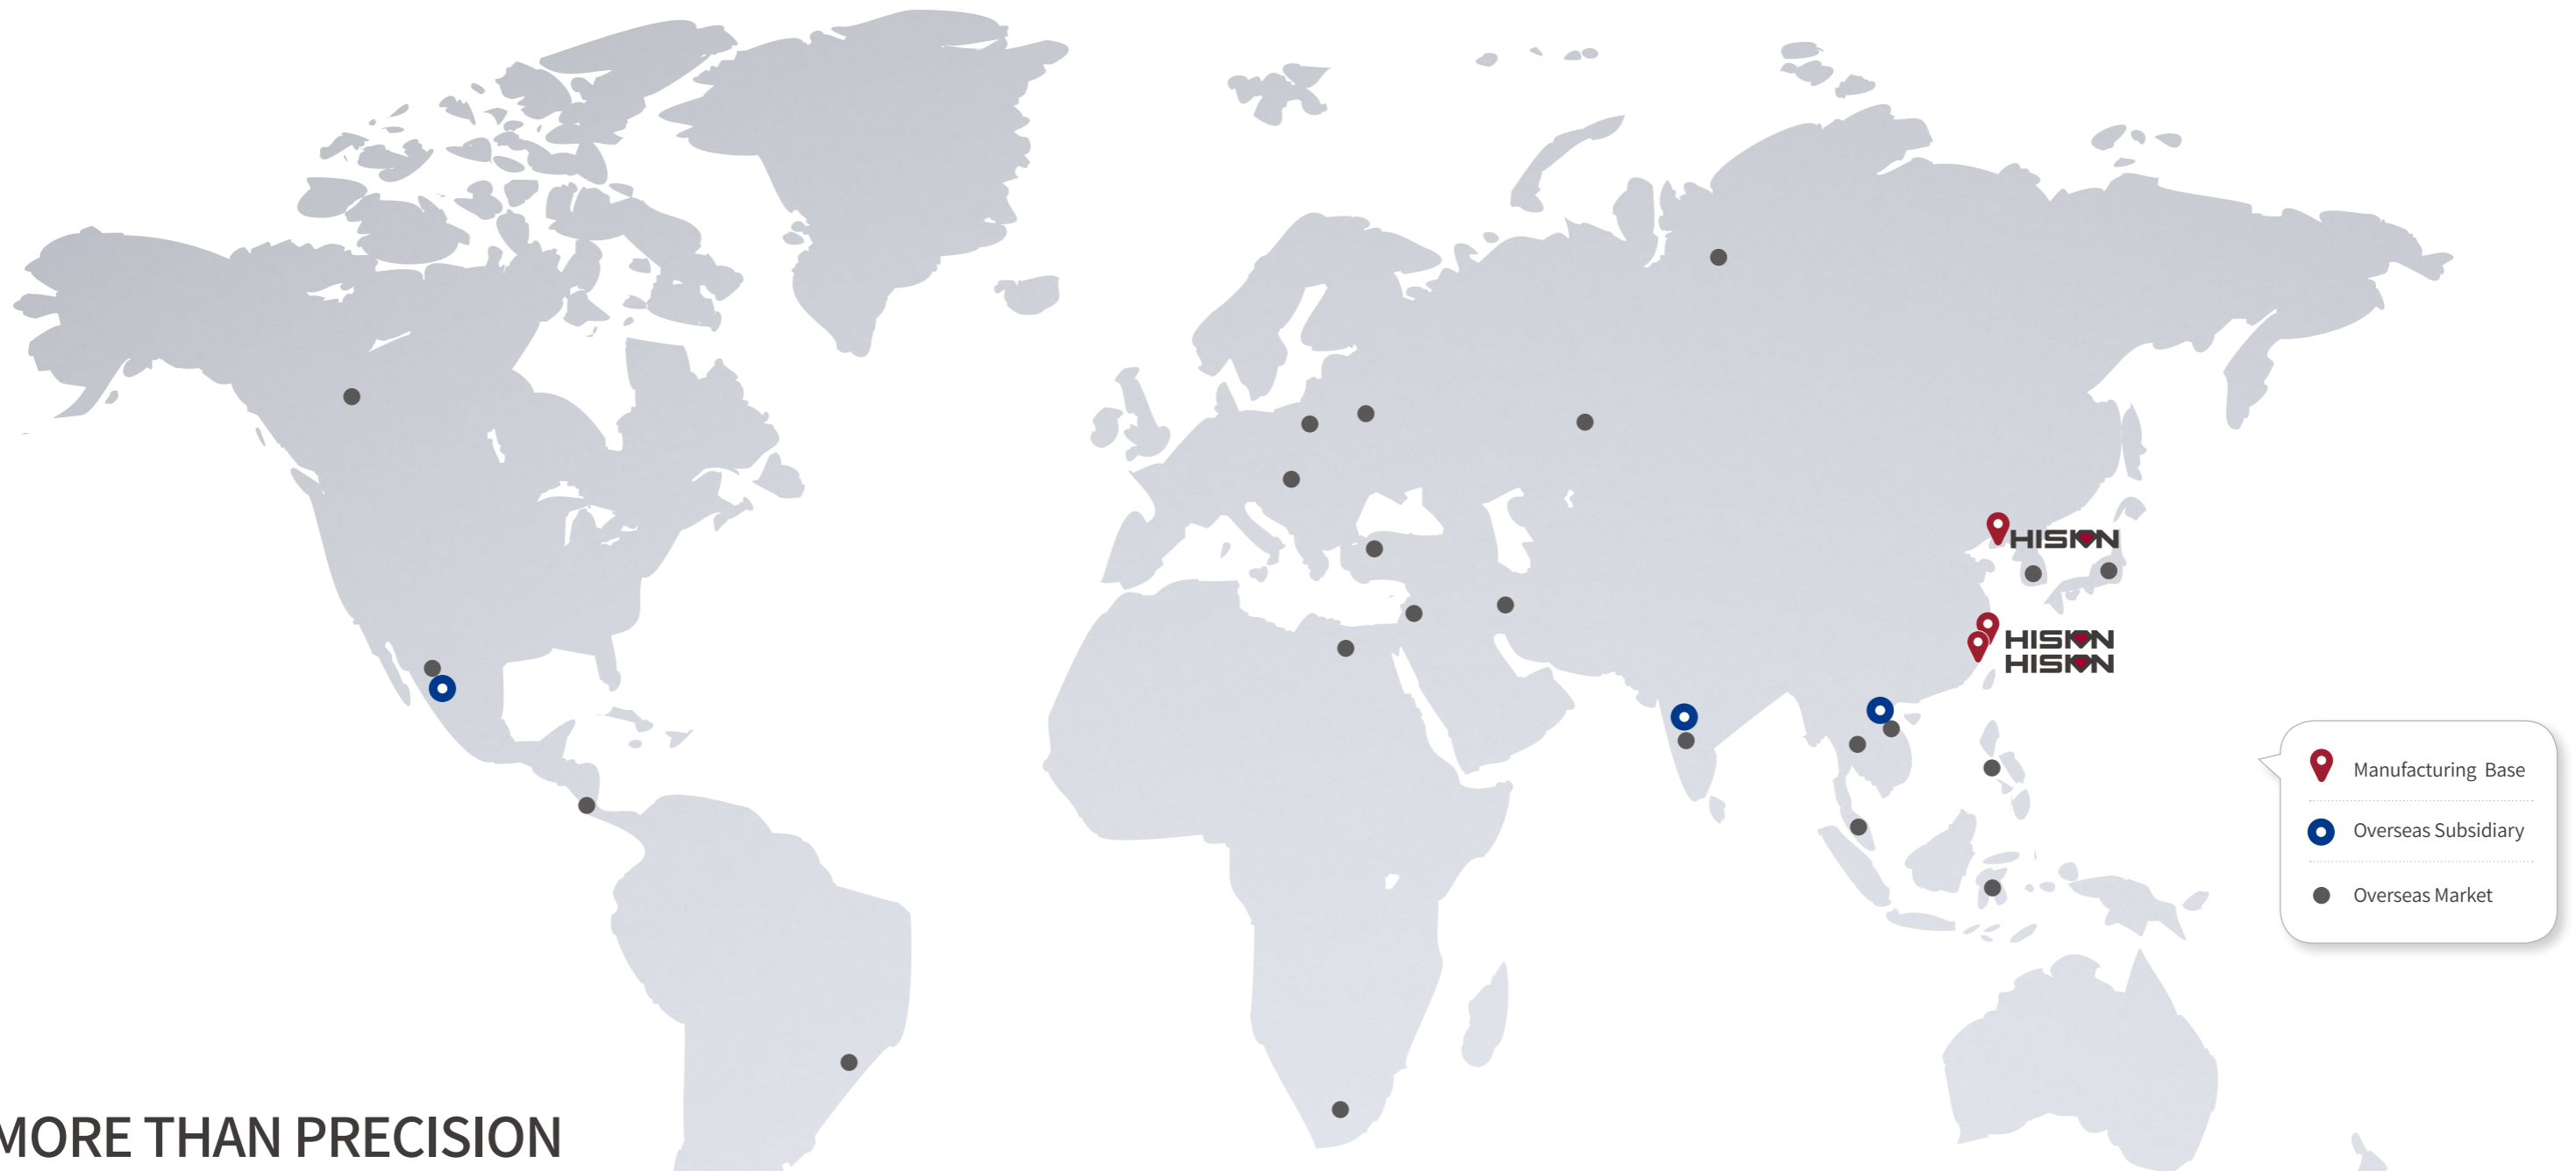 HISION
HISION
HISION
Manufacturing Base
Overseas Subsidiary
Overseas Market
MORE THAN PRECISION